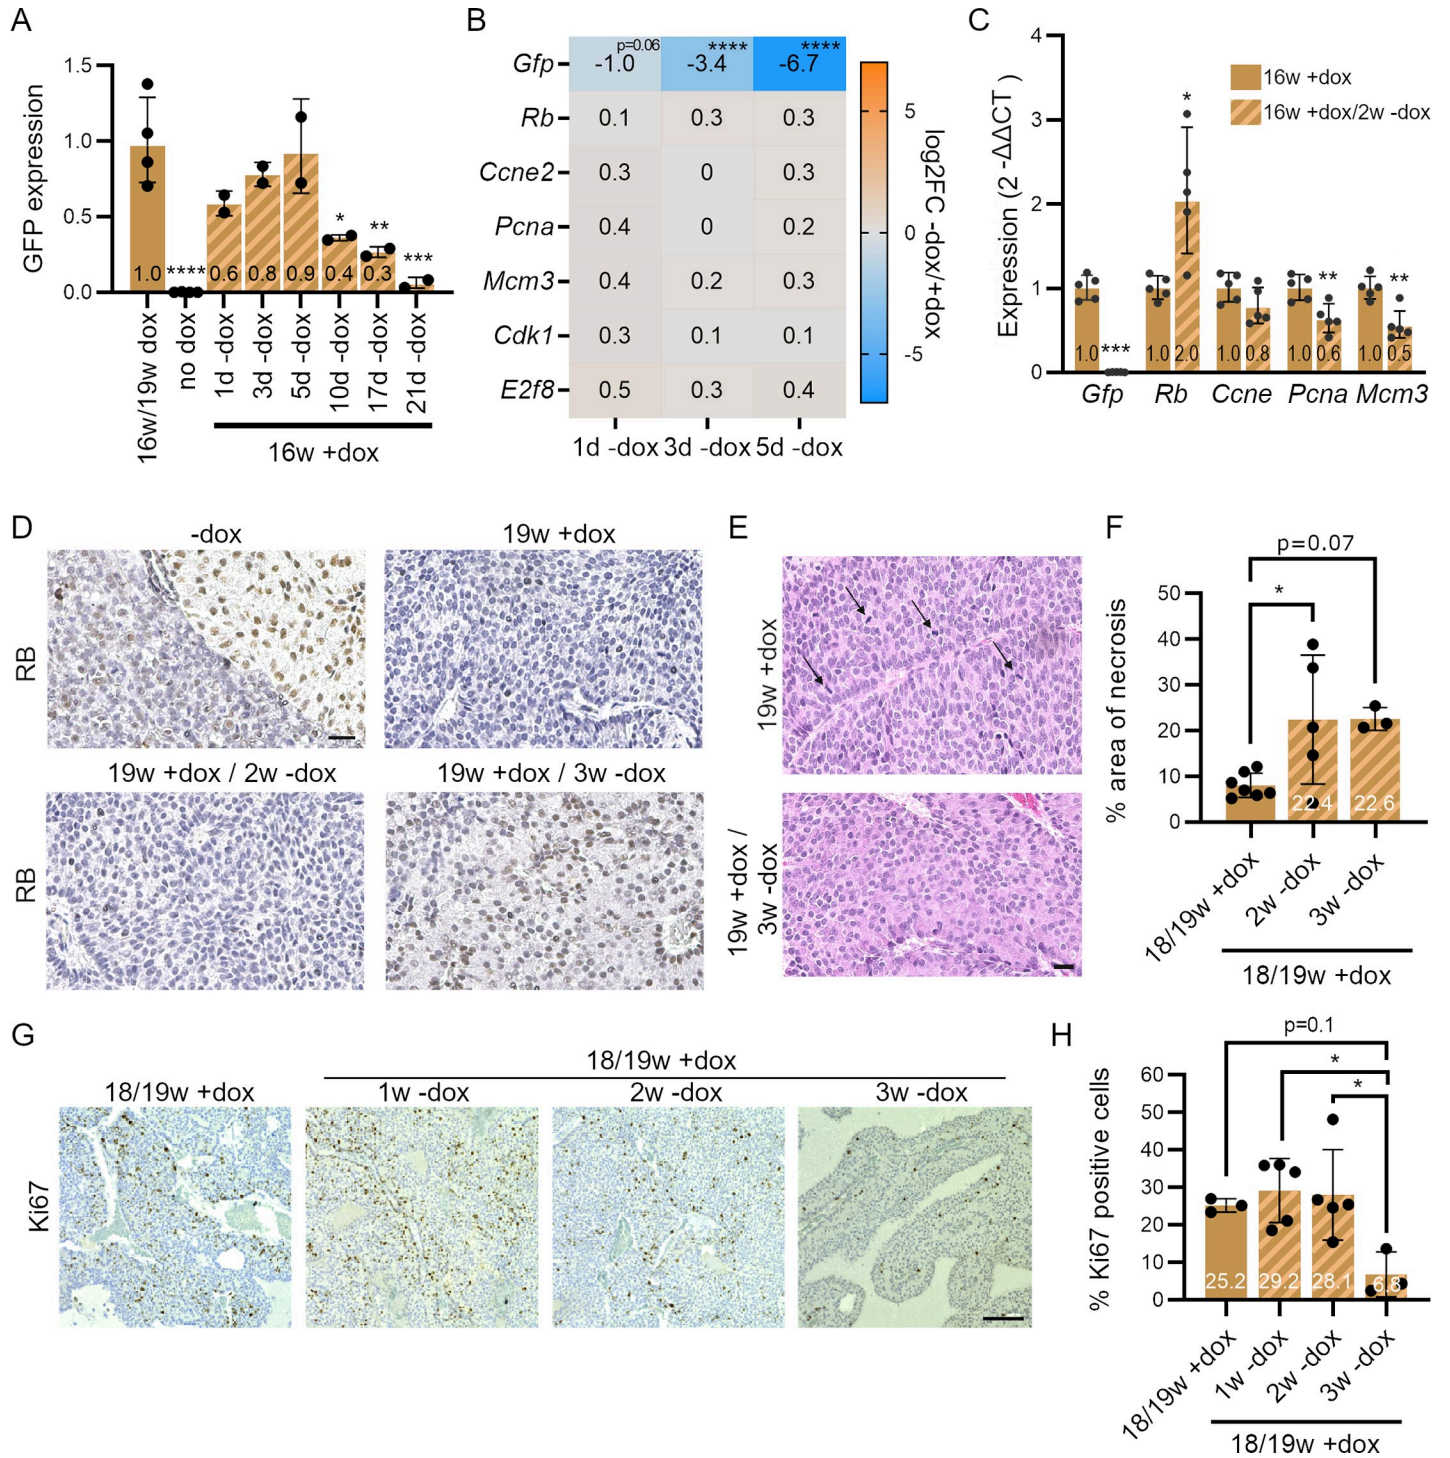 A
GFP expression
1.5
1.0
0.5
0.0
****
*
**
***
1.0
0.6
0.8
0.9
0.4
0.3
16w/19w dox
no dox
1d -dox
3d -dox
5d -dox
10d -dox
17d -dox
21d -dox
16w +dox
B
p=0.06
****
****
Gfp
-1.0
-3.4
-6.7
Rb
0.1
0.3
0.3
Ccne2
0.3
0
0.3
Pcna
0.4
0
0.2
Mcm3
0.4
0.2
0.3
Cdk1
0.3
0.1
0.1
E2f8
0.5
0.3
0.4
1d -dox
3d -dox
5d -dox
5
0
-5
log2FC -dox/+dox
C
Expression (2 -ΔΔCT )
4
3
2
1
0
16w +dox
16w +dox/2w -dox
***
*
**
**
1.0
1.0
2.0
1.0
0.8
1.0
0.6
1.0
0.5
Gfp
Rb
Ccne
Pcna
Mcm3
D
-dox
19w +dox
RB
19w +dox / 2w -dox
19w +dox / 3w -dox
RB
E
19w +dox
19w +dox /
3w -dox
F
p=0.07
*
% area of necrosis
50
40
30
20
10
0
22.4
22.6
18/19w +dox
2w -dox
3w -dox
18/19w +dox
G
18/19w +dox
18/19w +dox
1w -dox
2w -dox
3w -dox
Ki67
H
p=0.1
*
*
% Ki67 positive cells
60
50
40
30
20
10
0
25.2
29.2
28.1
6.8
18/19w +dox
1w -dox
2w -dox
3w -dox
18/19w +dox